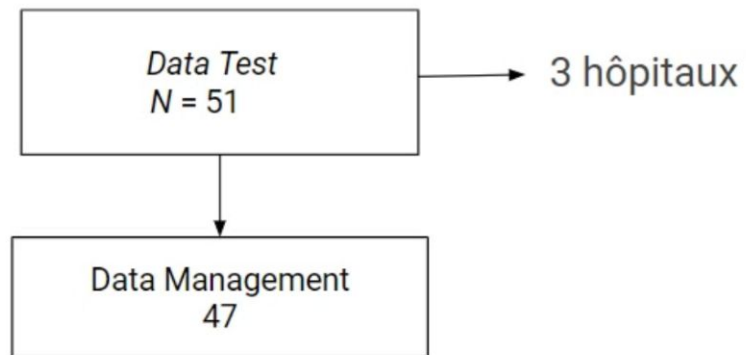 Data Test
N = 51
3 hôpitaux
Data Management
47